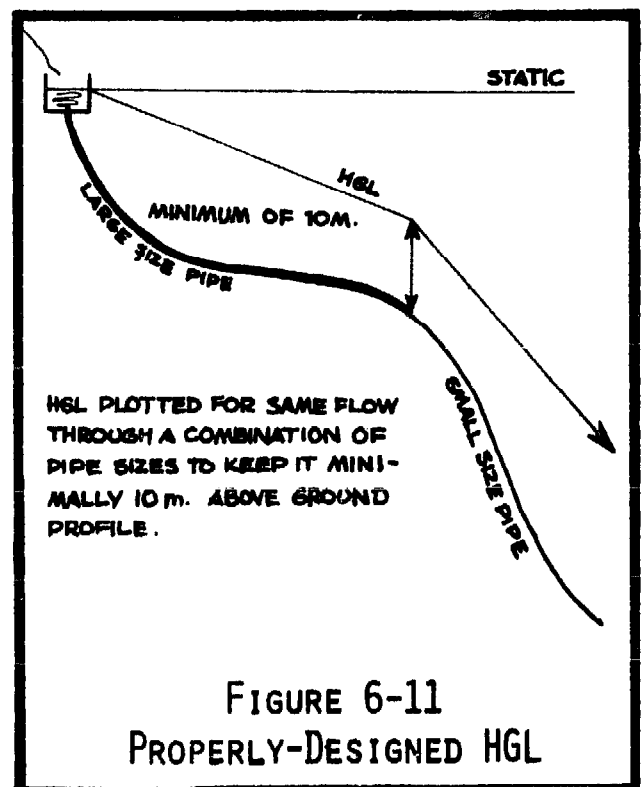 STATIC
HGL
LARGE SIZE PIPE
MINIMUM OF 10M.
SMALL SIZE PIPE
HGL PLOTTED FOR SAME FLOW
THROUGH A COMBINATION OF
PIPE SIZES TO KEEP IT MINI-
MALLY 10 m. ABOVE GROUND
PROFILE.
FIGURE 6-11
PROPERLY-DESIGNED HGL